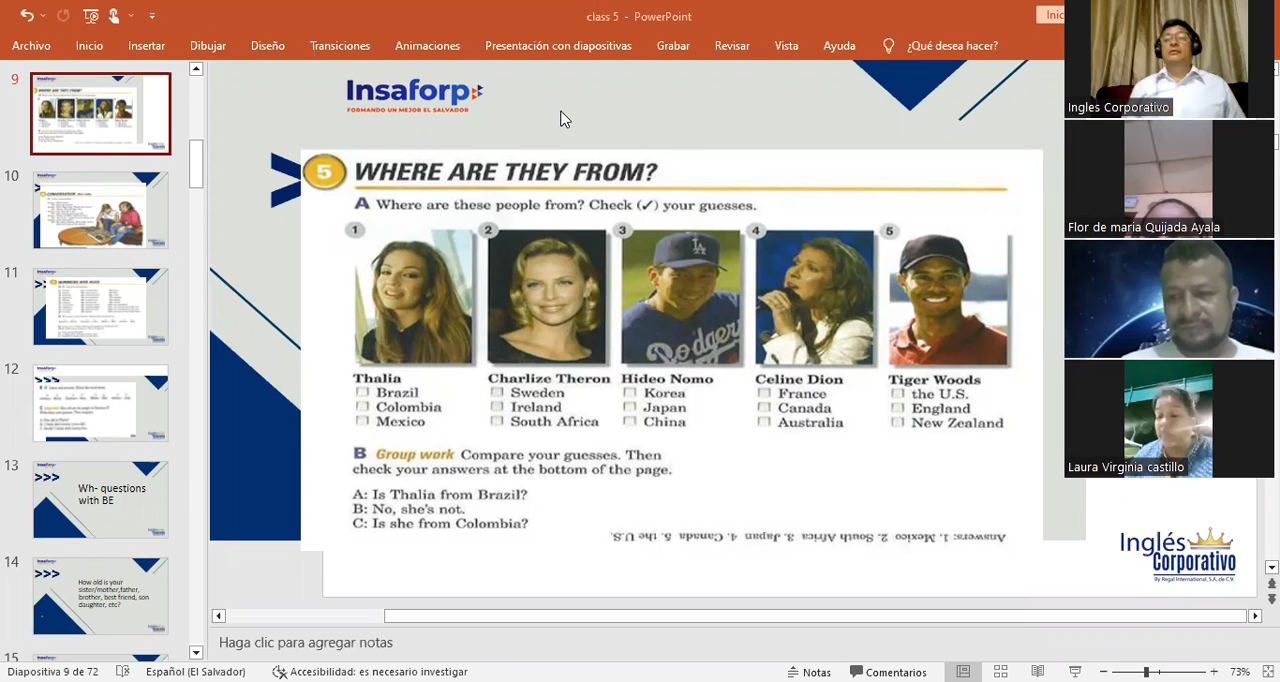 class 5 - PowerPoint
Inic
Archivo Inicio Insertar Dibujar Diseño Transiciones Animaciones Presentación con diapositivas Grabar Revisar Vista Ayuda ¿Qué desea hacer?
9
10
11
12
13
Wh- questions
with BE
14
How old is your
sister/mother,father,
brother, best friend, son
daughter, etc?
15
Insaforp
FORMANDO UN MEJOR EL SALVADOR
5 WHERE ARE THEY FROM?
A Where are these people from? Check (✓) your guesses.
1 2 3 4 5
Dodgers
Thalia
Brazil
Colombia
Mexico
Charlize Theron
Sweden
Ireland
South Africa
Hideo Nomo
Korea
Japan
China
Celine Dion
France
Canada
Australia
Tiger Woods
the U.S.
England
New Zealand
B Group work Compare your guesses. Then
check your answers at the bottom of the page.
A: Is Thalia from Brazil?
B: No, she's not.
C: Is she from Colombia?
Answers: 1. Mexico 2. South Africa 3. Japan 4. Canada 5. the U.S.
Inglés
Corporativo
By Regal International, S.A. de C.V.
Haga clic para agregar notas
Diapositiva 9 de 72 Español (El Salvador) Accesibilidad: es necesario investigar Notas Comentarios 73%
Ingles Corporativo
Flor de maria Quijada Ayala
Laura Virginia castillo